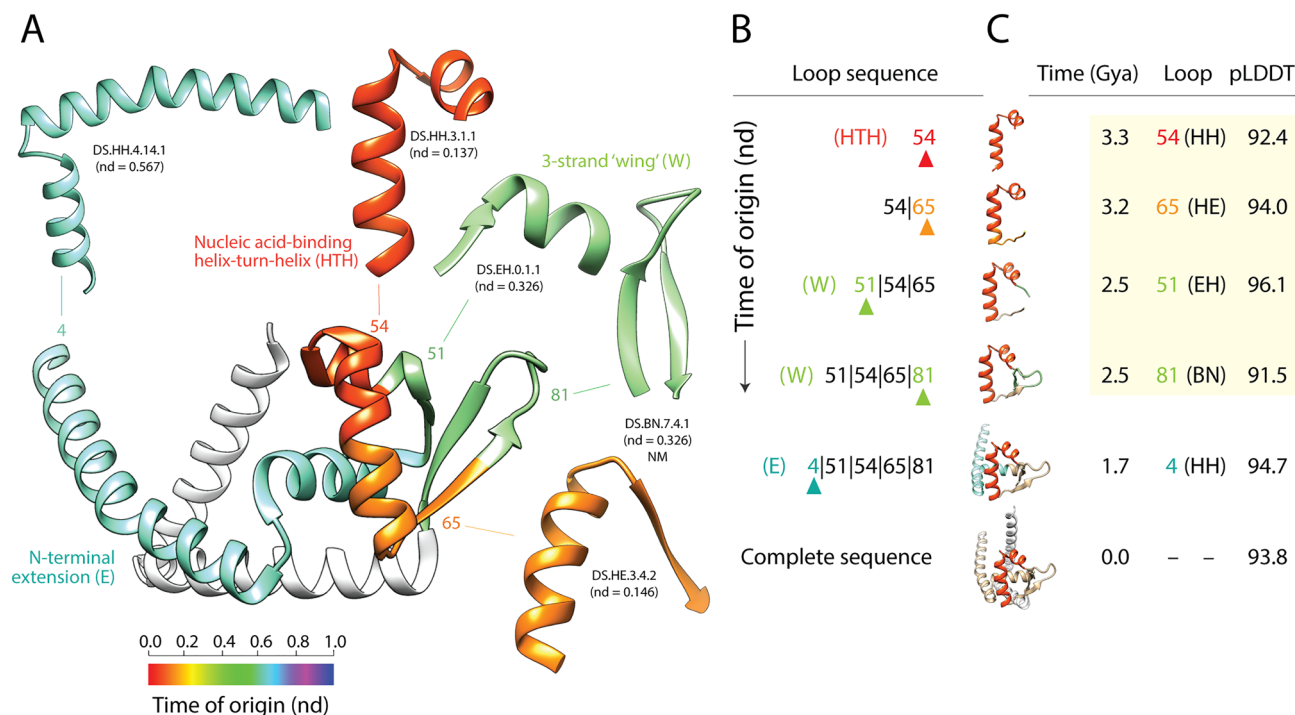 A
DS.HH.4.14.1
(nd = 0.567)
DS.HH.3.1.1
(nd = 0.137)
3-strand 'wing' (W)
Nucleic acid-binding
helix-turn-helix (HTH)
DS.EH.0.1.1
(nd = 0.326)
4
54
51
81
DS.BN.7.4.1
(nd = 0.326)
NM
65
DS.HE.3.4.2
(nd = 0.146)
N-terminal
extension (E)
0.0 0.2 0.4 0.6 0.8 1.0
Time of origin (nd)
B
Loop sequence
Time of origin (nd)
(HTH) 54
54|65
(W) 51|54|65
(W) 51|54|65|81
(E) 4|51|54|65|81
Complete sequence
C
Time (Gya) Loop pLDDT
3.3 54 (HH) 92.4
3.2 65 (HE) 94.0
2.5 51 (EH) 96.1
2.5 81 (BN) 91.5
1.7 4 (HH) 94.7
0.0 – – 93.8